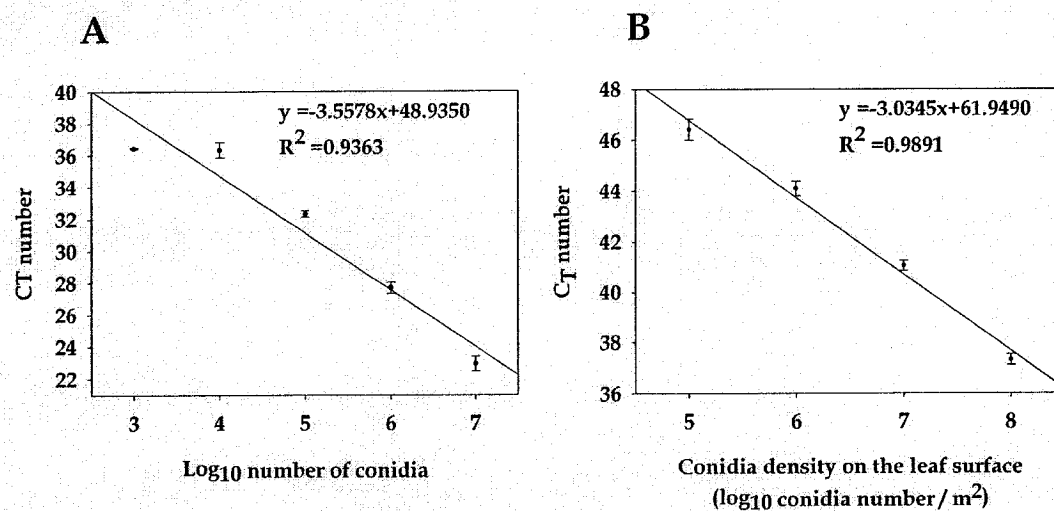 A
y =-3.5578x+48.9350
R2 =0.9363
40
38
36
34
32
30
28
26
24
22
CT number
3 4 5 6 7
Log10 number of conidia
B
y=-3.0345x+61.9490
R2 =0.9891
48
46
44
42
40
38
36
CT number
5 6 7 8
Conidia density on the leaf surface
(log10 conidia number / m2)